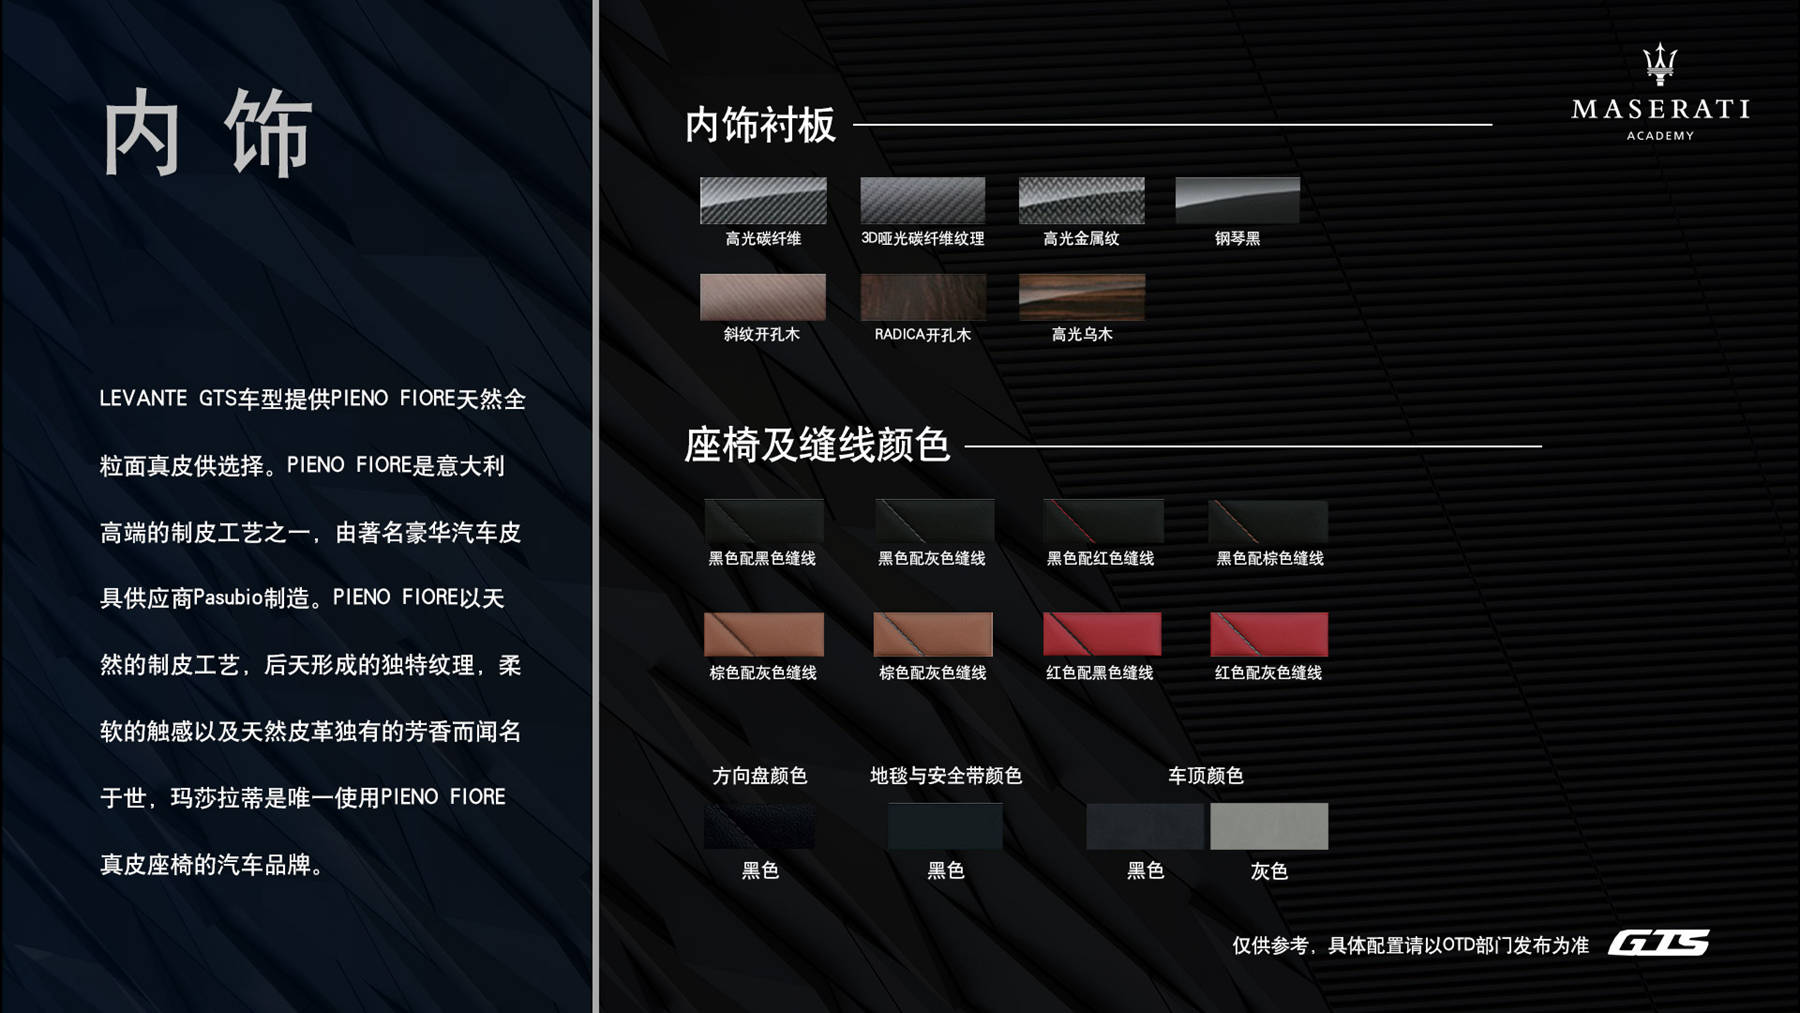 内饰
LEVANTE GTS车型提供PIENO FIORE天然全
粒面真皮供选择。PIENO FIORE是意大利
高端的制皮工艺之一，由著名豪华汽车皮
具供应商Pasubio制造。PIENO FIORE以天
然的制皮工艺，后天形成的独特纹理，柔
软的触感以及天然皮革独有的芳香而闻名
于世，玛莎拉蒂是唯一使用PIENO FIORE
真皮座椅的汽车品牌。
MASERATI
ACADEMY
内饰衬板
高光碳纤维 3D哑光碳纤维纹理 高光金属纹 钢琴黑
斜纹开孔木 RADICA开孔木 高光乌木
座椅及缝线颜色
黑色配黑色缝线 黑色配灰色缝线 黑色配红色缝线 黑色配棕色缝线
棕色配灰色缝线 棕色配灰色缝线 红色配黑色缝线 红色配灰色缝线
方向盘颜色 地毯与安全带颜色 车顶颜色
黑色 黑色 黑色 灰色
仅供参考，具体配置请以OTD部门发布为准 GTS